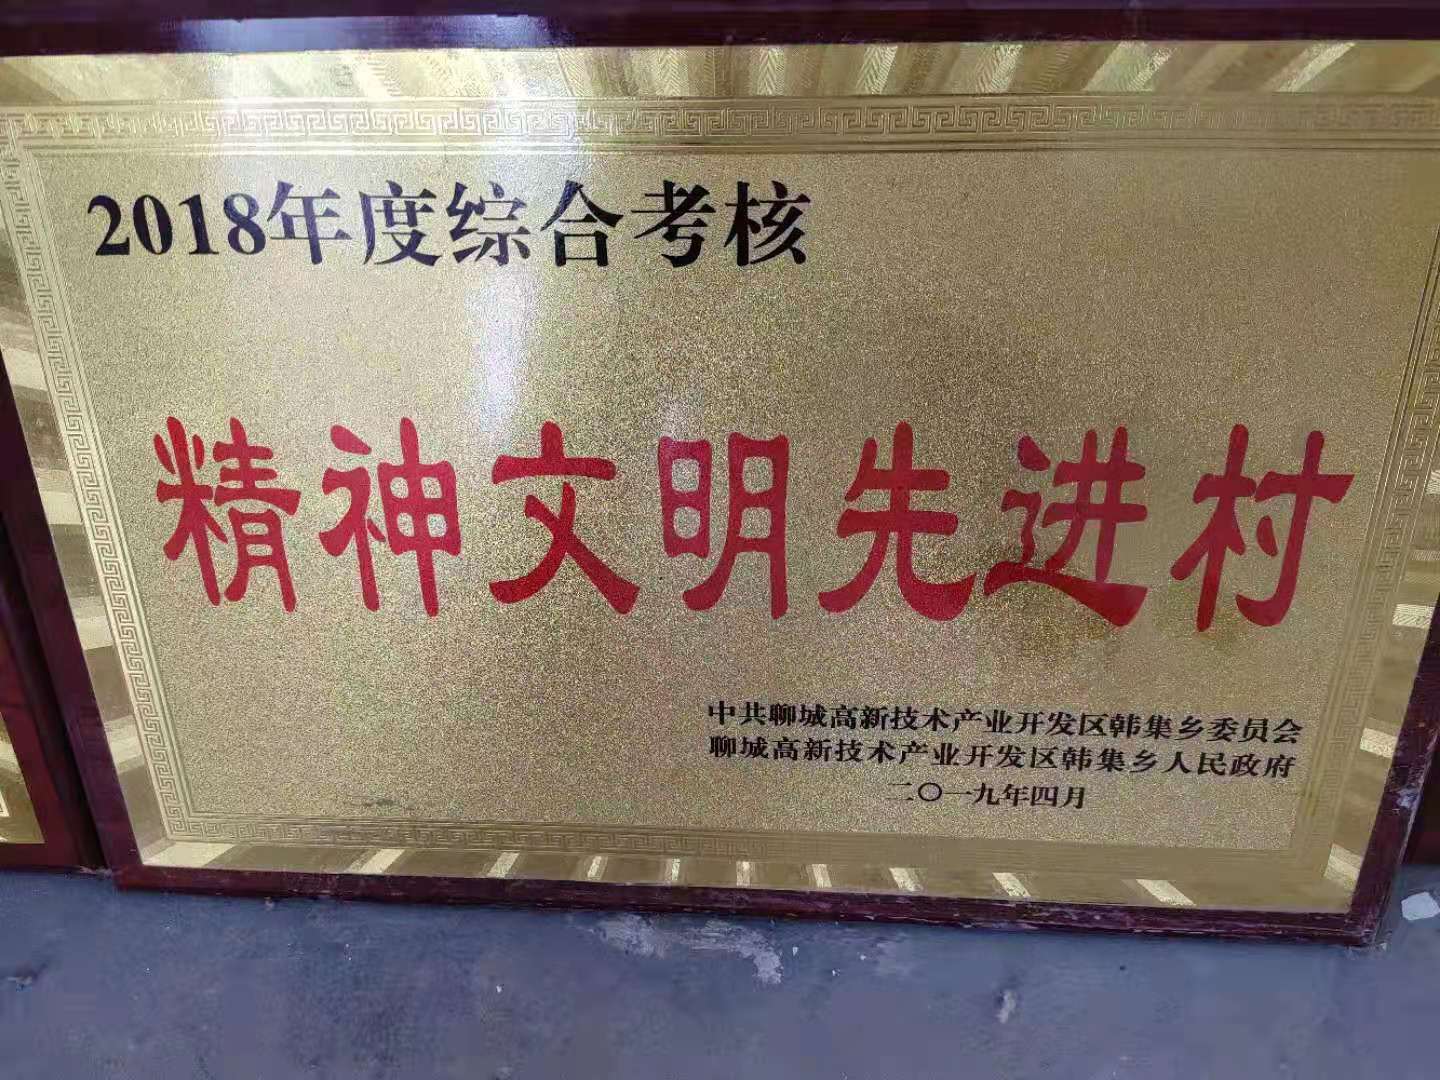 2018年度综合考核
精神文明先进村
中共聊城高新技术产业开发区韩集乡委员会
聊城高新技术产业开发区韩集乡人民政府
二〇一九年四月